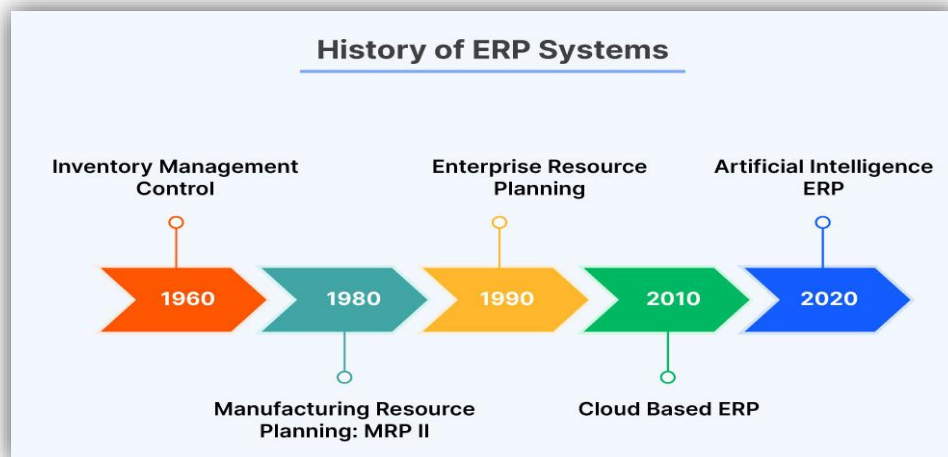 History of ERP Systems
Inventory Management
Control
Enterprise Resource
Planning
Artificial Intelligence
ERP
1960
1980
1990
2010
2020
Manufacturing Resource
Planning: MRP II
Cloud Based ERP